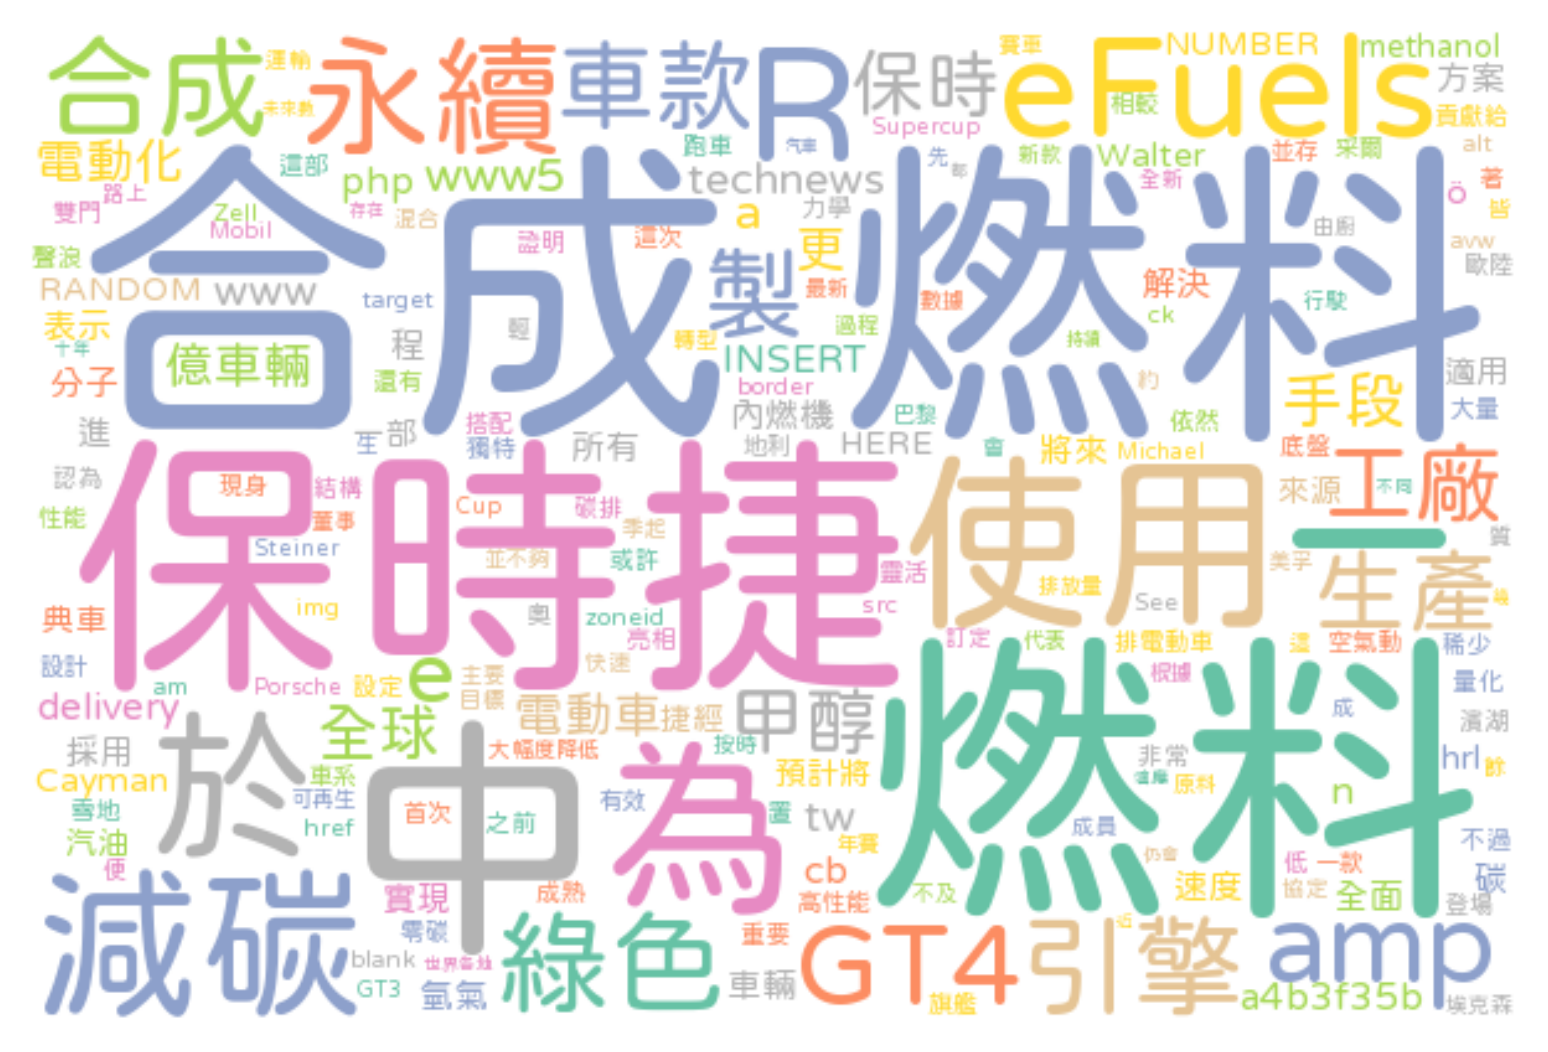 合成 運輸 未來數 永續 車款 R 保時 賽車 eFuels NUMBER methanol
相較 方案 貢獻給
電動化 這部 php www5 Supercup 跑車 汽車 先 都 新款 Walter 並存 采爾 alt
雙門 路上 Zell Mobil 存在 混合 technews a 力學 全新 ö 著 皆
合成燃料
聲浪 證明 這次 製 更 由廚 avw 歐陸
RANDOM www target 最新 數據 解決 行駛
表示 十年 程 輕 過程 ck
億車輛 轉型 INSERT 持續
分子 還有 border 約 手段 適用
進 生 部 搭配 獨特 所有 內燃機 巴黎 依然 大量
地利 HERE 會 將來 Michael 底盤
保時捷 使用 工廠
認為 現身 結構 Cup 碳排 來源 不同
性能 董事 季起 一 質
Steiner 並不夠 或許 靈活 排放量 美孚 生產
典車 img 奧 zoneid src See 幾
亮相 訂定 代表 排電動車 這 空氣動 稀少
設計 am Porsche 設定 e 主要 目標 快速 根據 量化
燃料
delivery 全球 電動車 捷經 甲醇 成 濱湖
採用 於 中 大幅度降低 為 按時 非常 hrl 餘
Cayman 車系 可再生 預計將 原料
雪地 href 首次 之前 有效 置 tw n
汽油 成員 年賽 不過
便 cb 仍會 低 一款 碳
減碳 實現 成熟 高性能 不及 速度 協定 全面 登場
零碳 綠色 重要 GT4 近 引擎 amp
blank 世界各地 車輛
GT3 氫氣 旗艦 a4b3f35b 埃克森